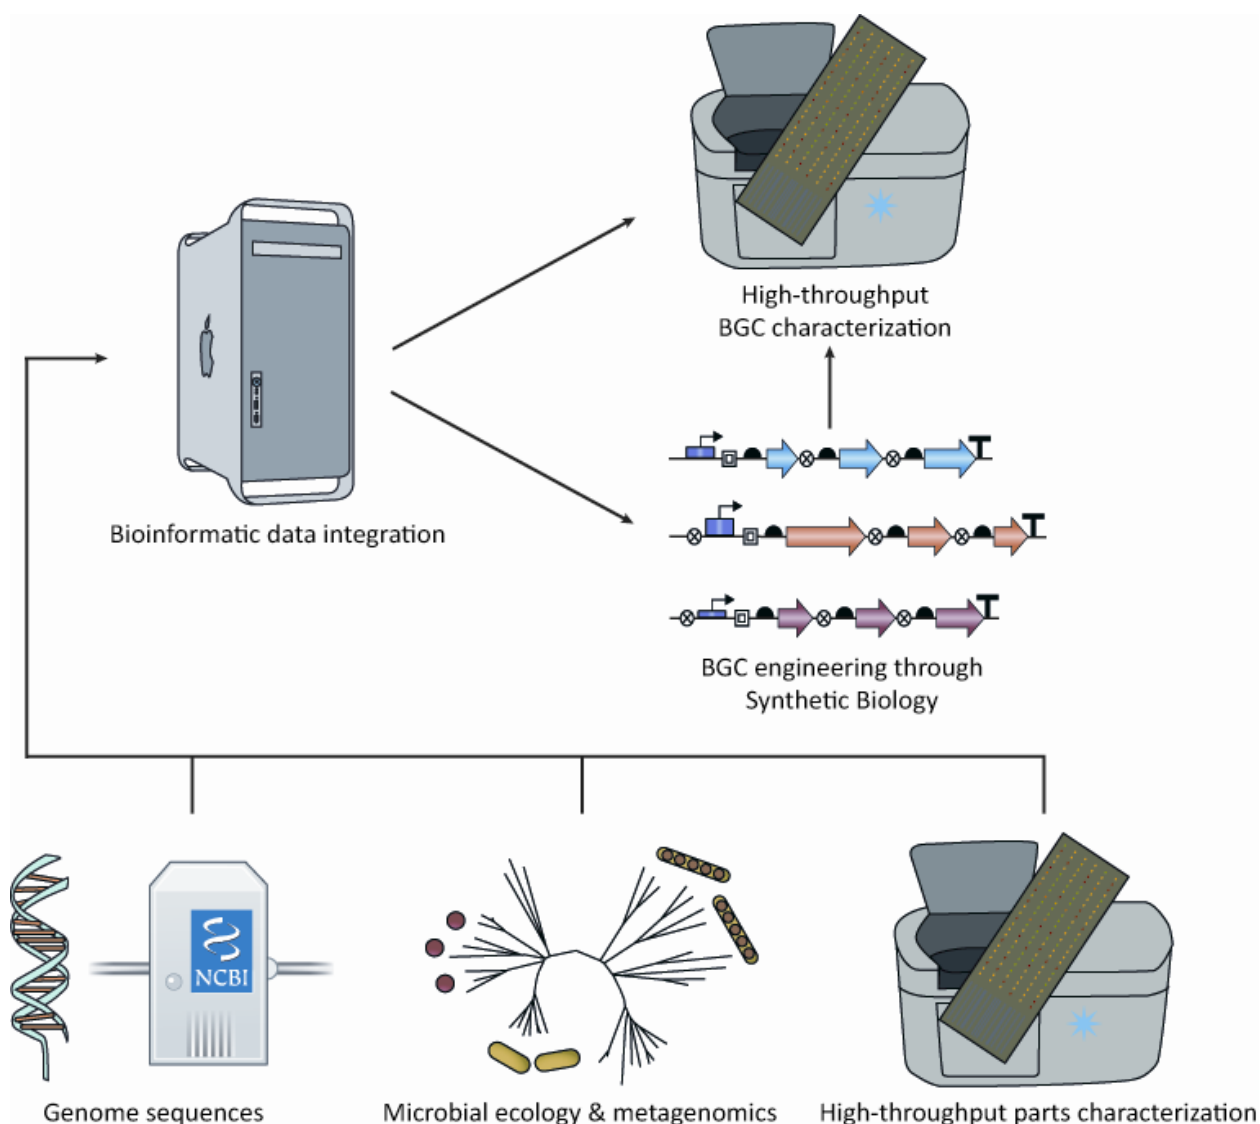 High-throughput
BGC characterization
Bioinformatic data integration
BGC engineering through
Synthetic Biology
NCBI
Genome sequences
Microbial ecology & metagenomics
High-throughput parts characterization